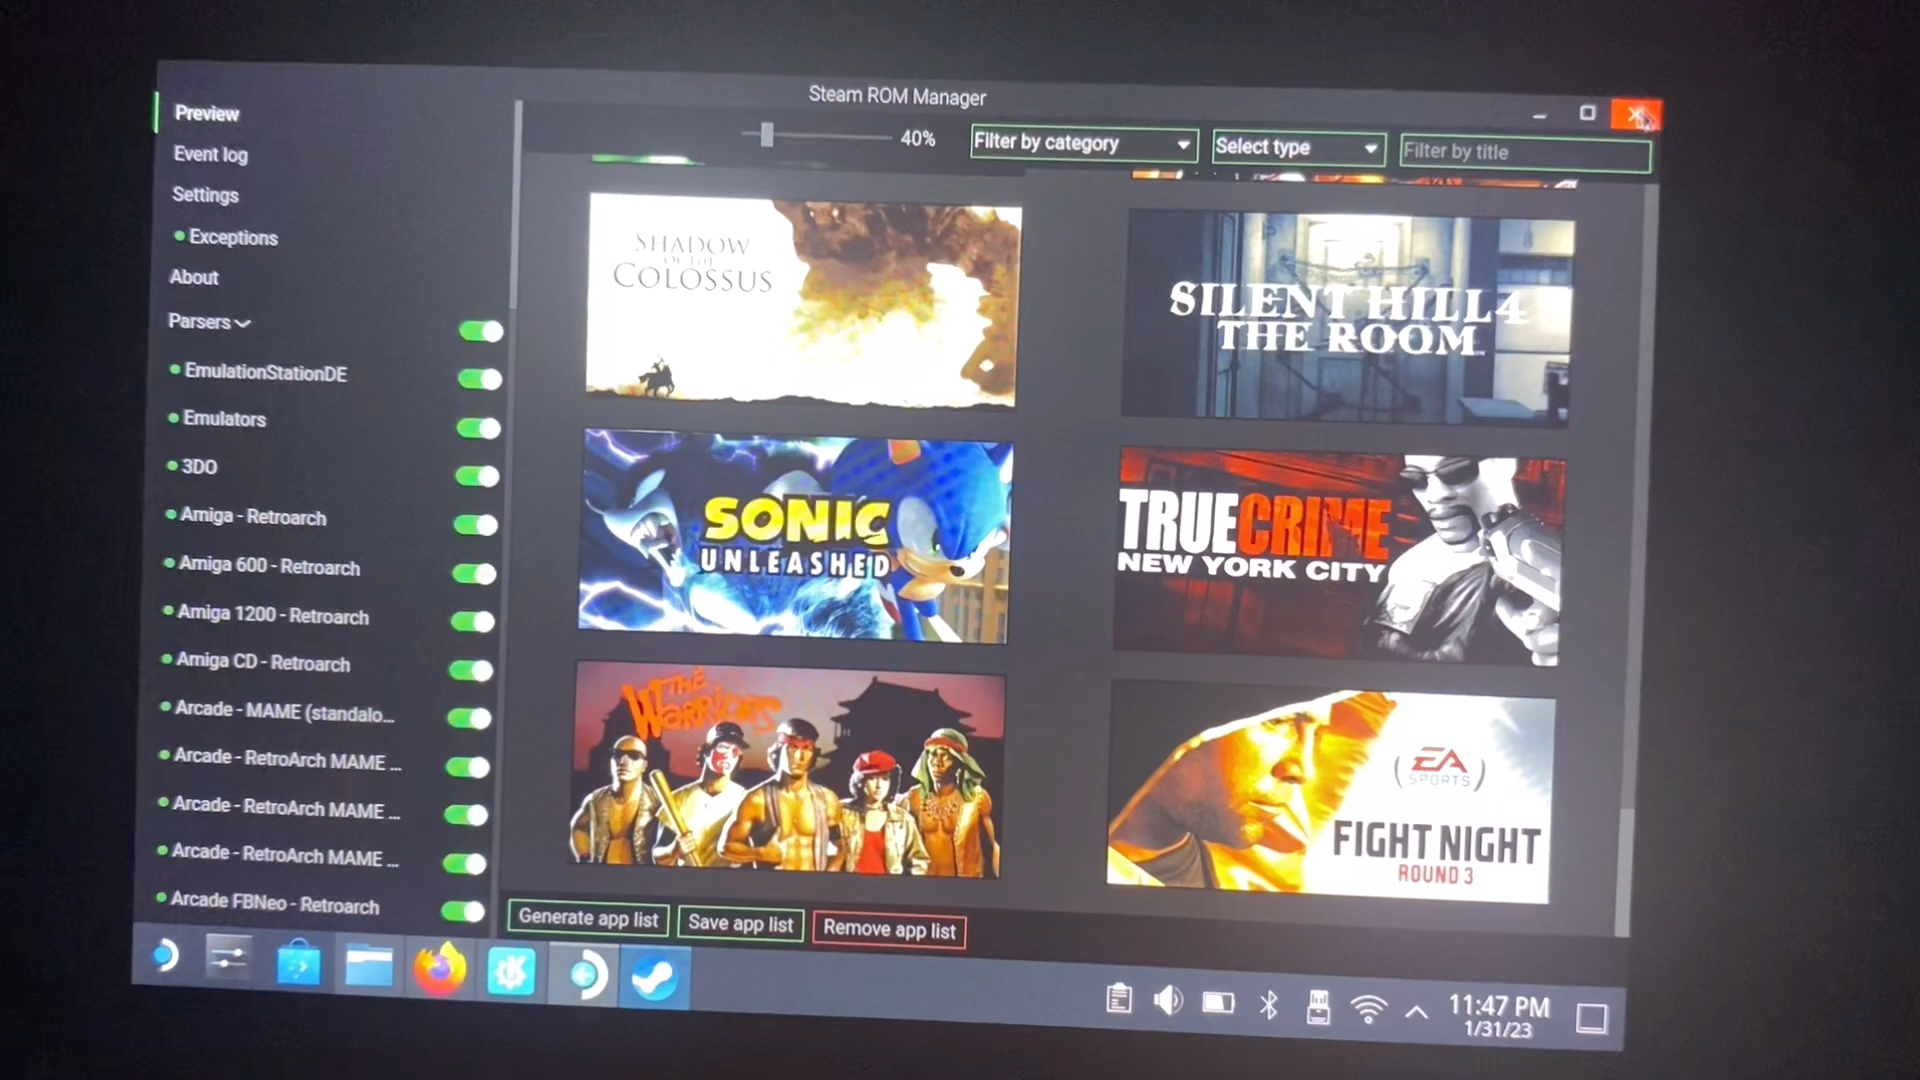 Steam ROM Manager
Preview
Event log
Settings
Exceptions
About
Parsers
EmulationStationDE
Emulators
3DO
Amiga - Retroarch
Amiga 600 - Retroarch
Amiga 1200 - Retroarch
Amiga CD - Retroarch
Arcade - MAME (standalo...
Arcade - RetroArch MAME ...
Arcade - RetroArch MAME ...
Arcade - RetroArch MAME ...
Arcade FBNeo - Retroarch
40%
Filter by category
Select type
Filter by title
SHADOW
OF THE
COLOSSUS
SILENT HILL 4
THE ROOM
SONIC
UNLEASHED
TRUE CRIME
NEW YORK CITY
THE
WARRIORS
EA
SPORTS
FIGHT NIGHT
ROUND 3
Generate app list
Save app list
Remove app list
11:47 PM
1/31/23